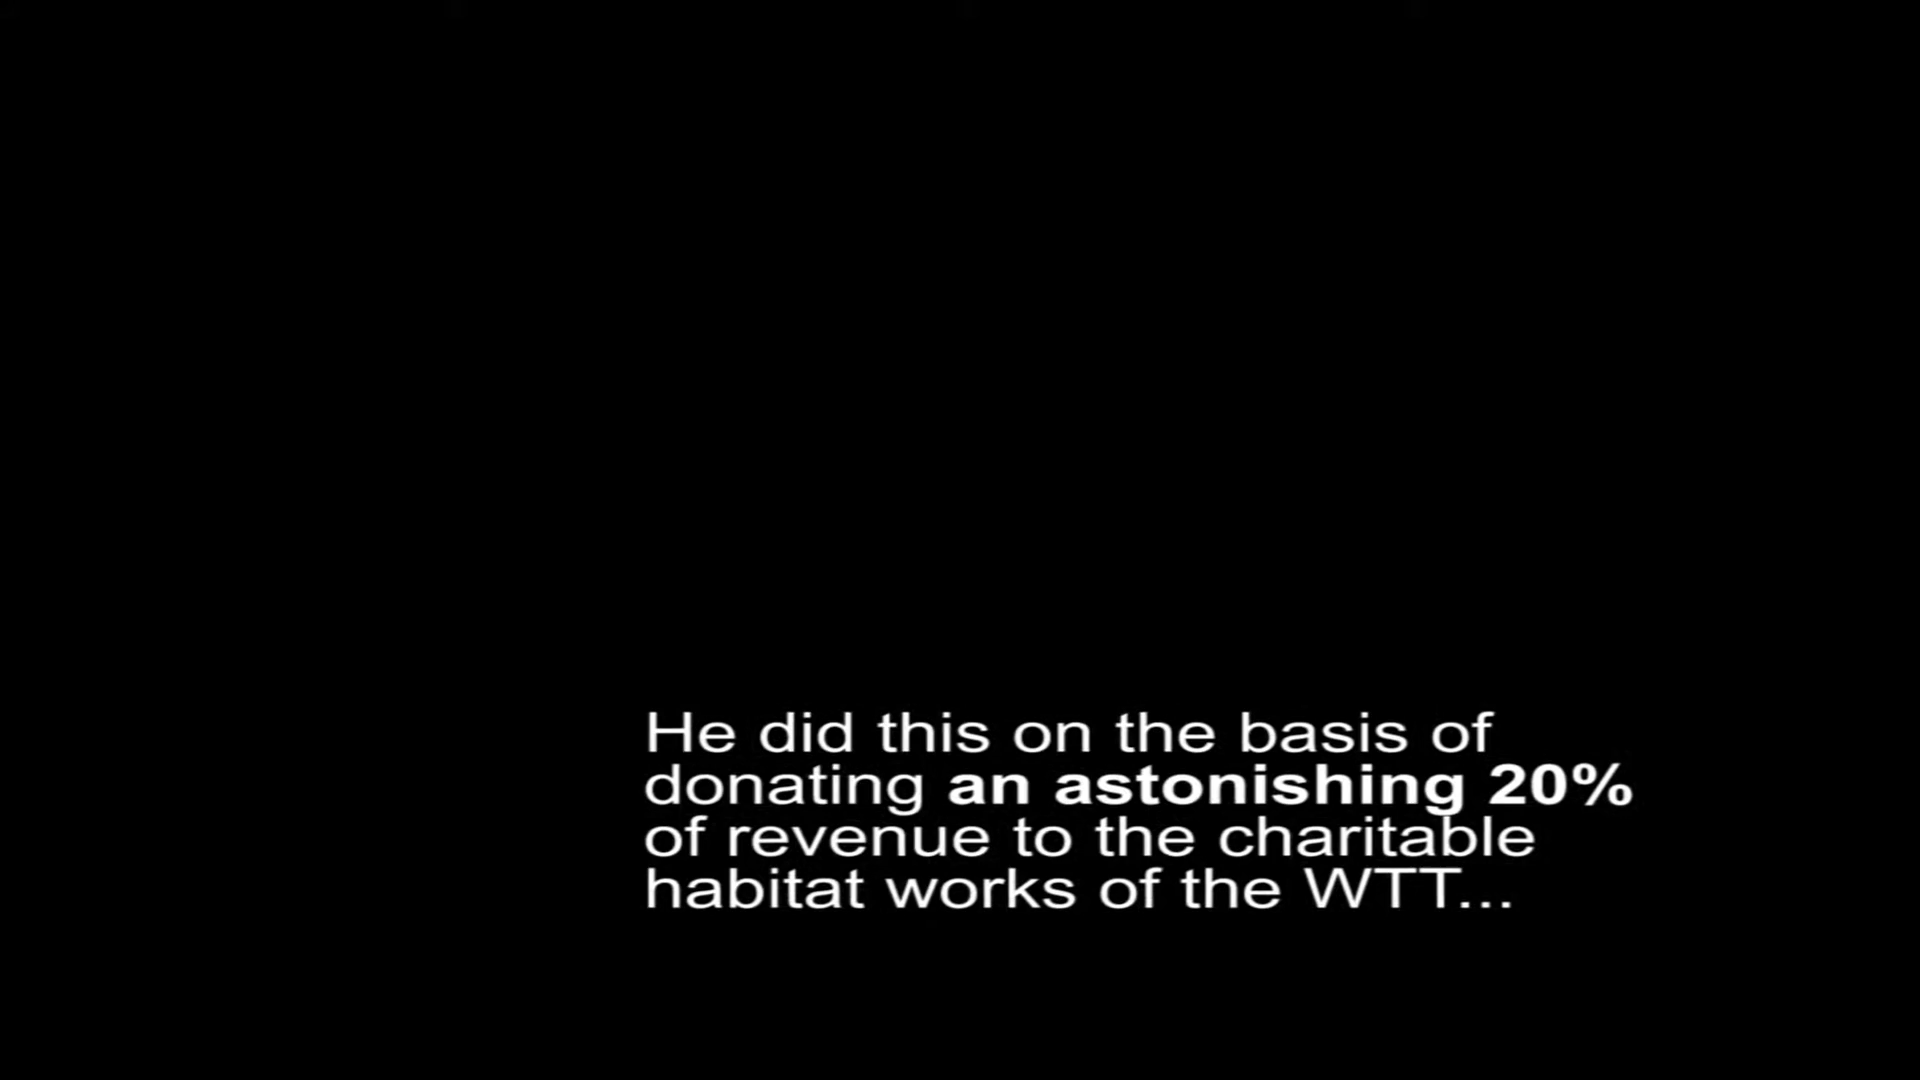 He did this on the basis of
donating an astonishing 20%
of revenue to the charitable
habitat works of the WTT...